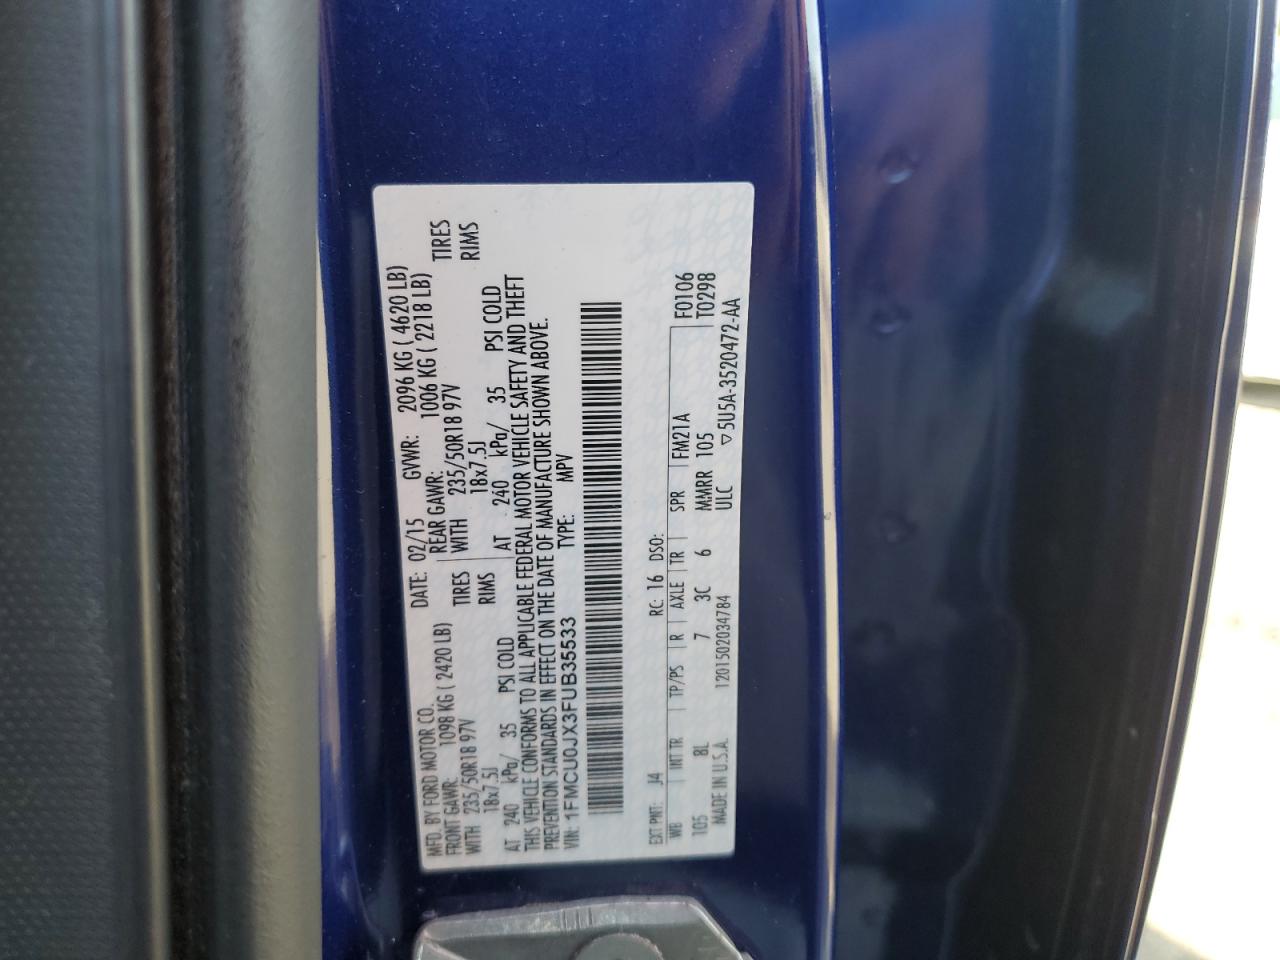 MFD. BY FORD MOTOR CO. DATE: 02/15 GVWR: 2096 KG ( 4620 LB)
FRONT GAWR: 1098 KG ( 2420 LB) REAR GAWR: 1006 KG ( 2218 LB)
WITH 235/50R18 97V TIRES WITH 235/50R18 97V TIRES
18x7.5J RIMS 18x7.5J RIMS
AT 240 kPa/ 35 PSI COLD AT 240 kPa/ 35 PSI COLD
THIS VEHICLE CONFORMS TO ALL APPLICABLE FEDERAL MOTOR VEHICLE SAFETY AND THEFT
PREVENTION STANDARDS IN EFFECT ON THE DATE OF MANUFACTURE SHOWN ABOVE.
VIN: 1FMCU0JX3FUB35533 TYPE: MPV
EXT PNT: J4 RC: 16 DSO: F0106
WB INT TR TP/PS R AXLE TR SPR FM21A T0298
105 8L 7 3C 6 MMRR 105
MADE IN U.S.A. 1201502034784 ULC ▽5U5A-3520472-AA